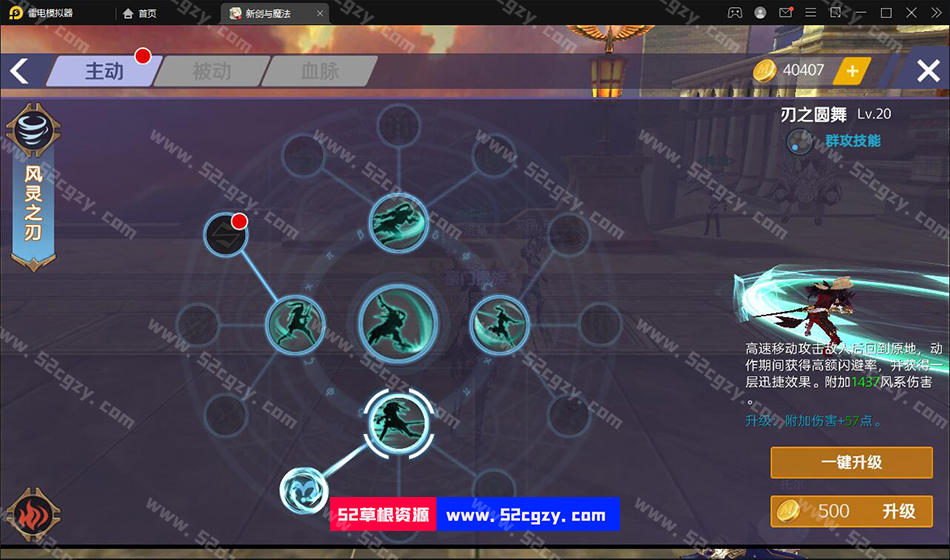 雷电模拟器
首页
新剑与魔法
主动
被动
血脉
40407
刃之圆舞 Lv.20
群攻技能
风灵之刃
高速移动攻击敌人后回到原地，动
作期间获得高额闪避率，并获得一
层迅捷效果。附加1437风系伤害
。
升级：附加伤害+57点。
一键升级
500 升级
52草根资源 www.52cgzy.com
www.52cgzy.com